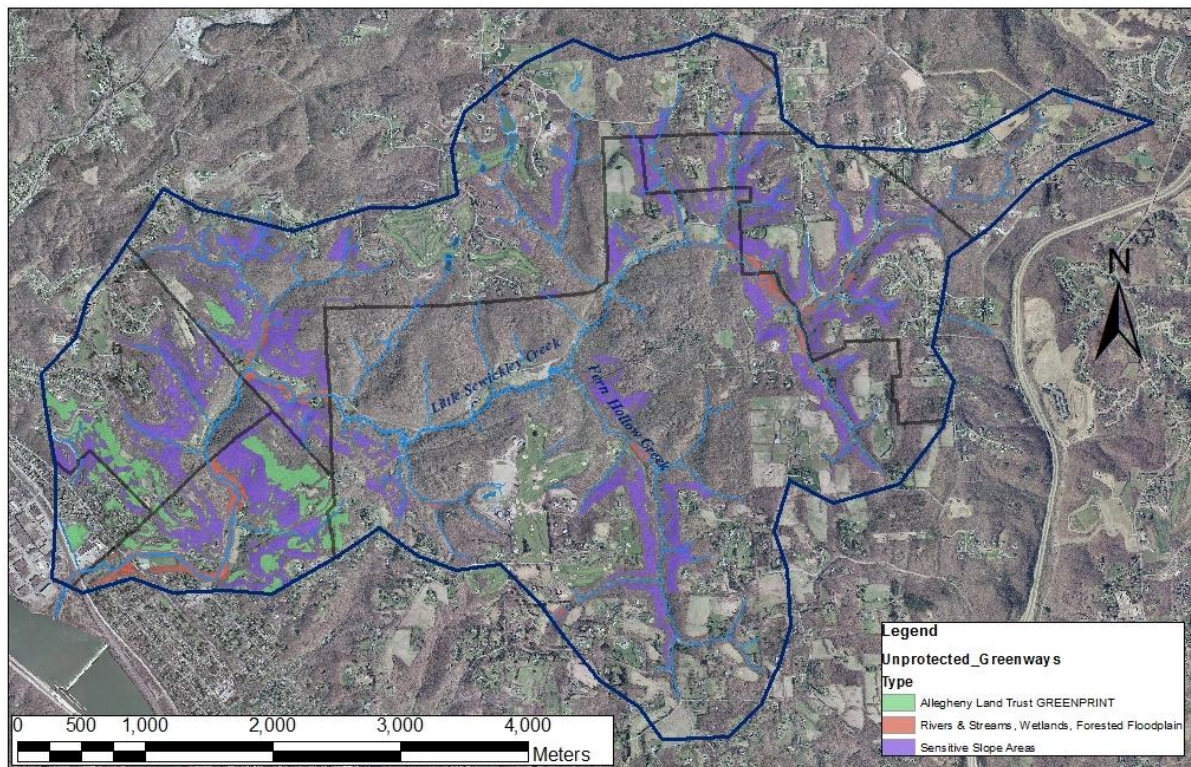 N
Little Sewickley Creek
Fern Hollow Creek
Legend
Unprotected_Greenways
Type
Allegheny Land Trust GREENPRINT
Rivers & Streams, Wetlands, Forested Floodplain
Sensitive Slope Areas
0 500 1,000 2,000 3,000 4,000
Meters